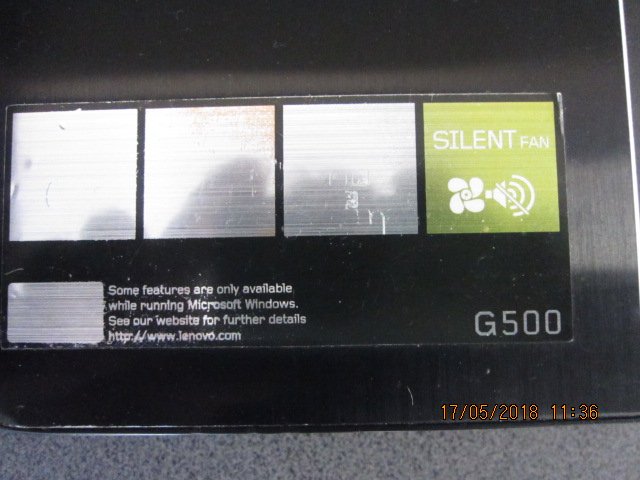 SILENT FAN
Some features are only available
while running Microsoft Windows.
See our website for further details
http://www.lenovo.com
G500
17/05/2018 11:36